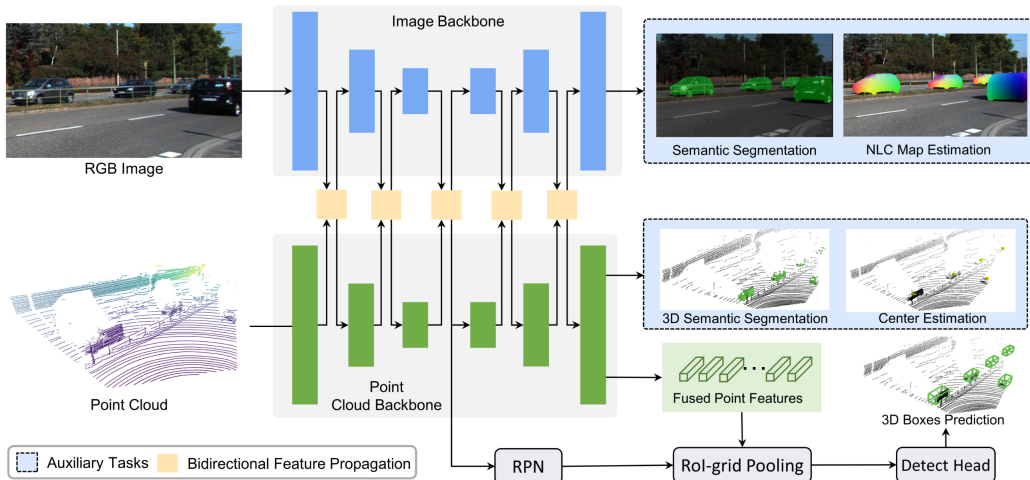 Image Backbone
RGB Image
Semantic Segmentation
NLC Map Estimation
Point Cloud
Point
Cloud Backbone
3D Semantic Segmentation
Center Estimation
Fused Point Features
3D Boxes Prediction
Auxiliary Tasks
Bidirectional Feature Propagation
RPN
RoI-grid Pooling
Detect Head